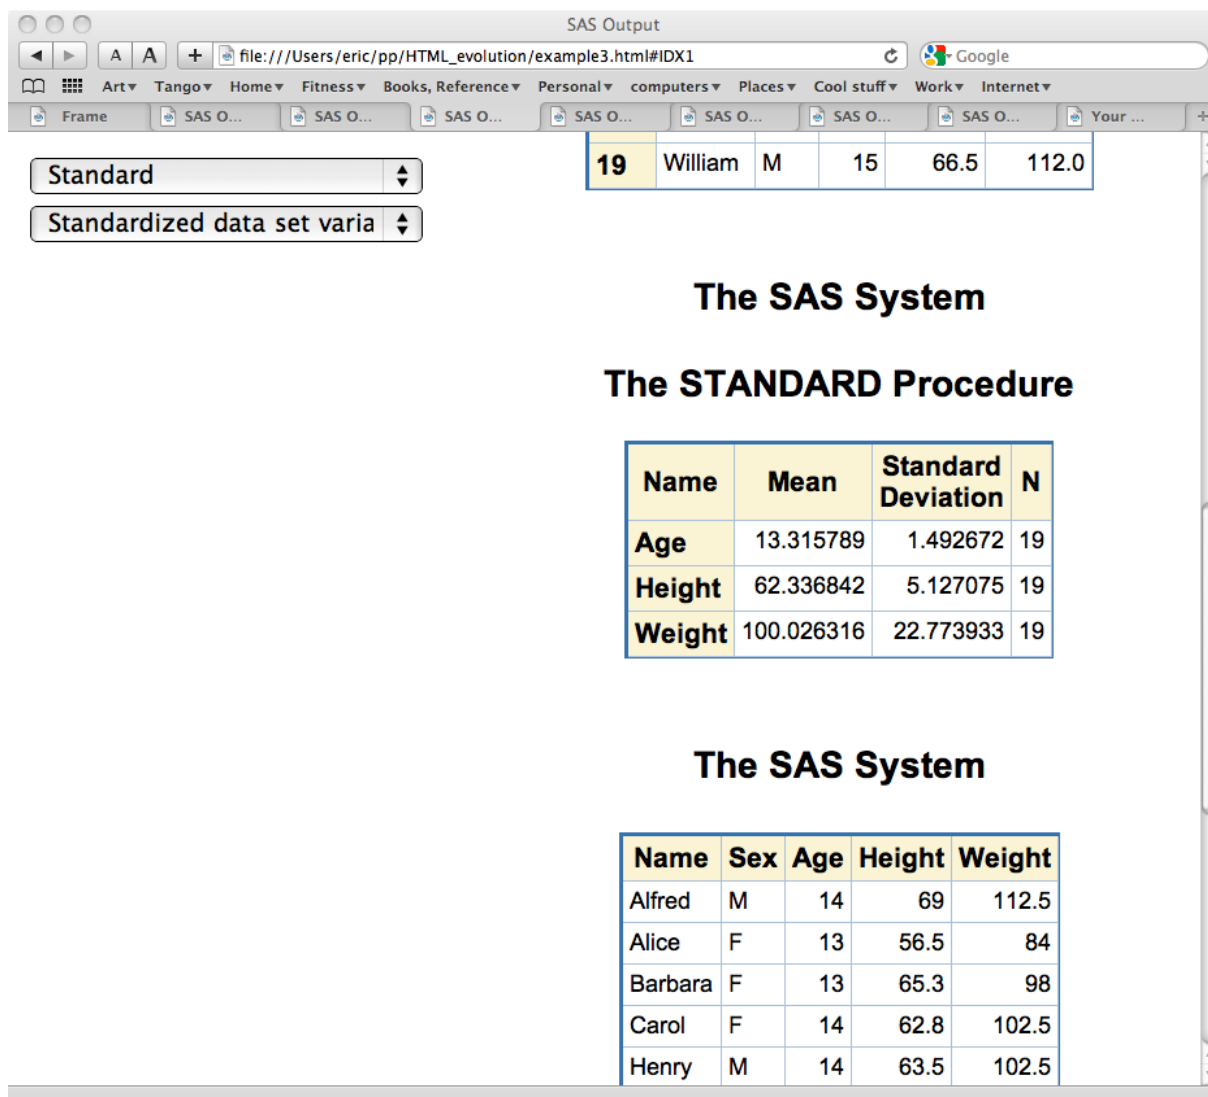 SAS Output
A A + file:///Users/eric/pp/HTML_evolution/example3.html#IDX1 Google
Art Tango Home Fitness Books, Reference Personal computers Places Cool stuff Work Internet
Frame SAS O... SAS O... SAS O... SAS O... SAS O... SAS O... SAS O... Your ...
Standard
Standardized data set varia
19 William M 15 66.5 112.0
The SAS System
The STANDARD Procedure
Name Mean Standard Deviation N
Age 13.315789 1.492672 19
Height 62.336842 5.127075 19
Weight 100.026316 22.773933 19
The SAS System
Name Sex Age Height Weight
Alfred M 14 69 112.5
Alice F 13 56.5 84
Barbara F 13 65.3 98
Carol F 14 62.8 102.5
Henry M 14 63.5 102.5